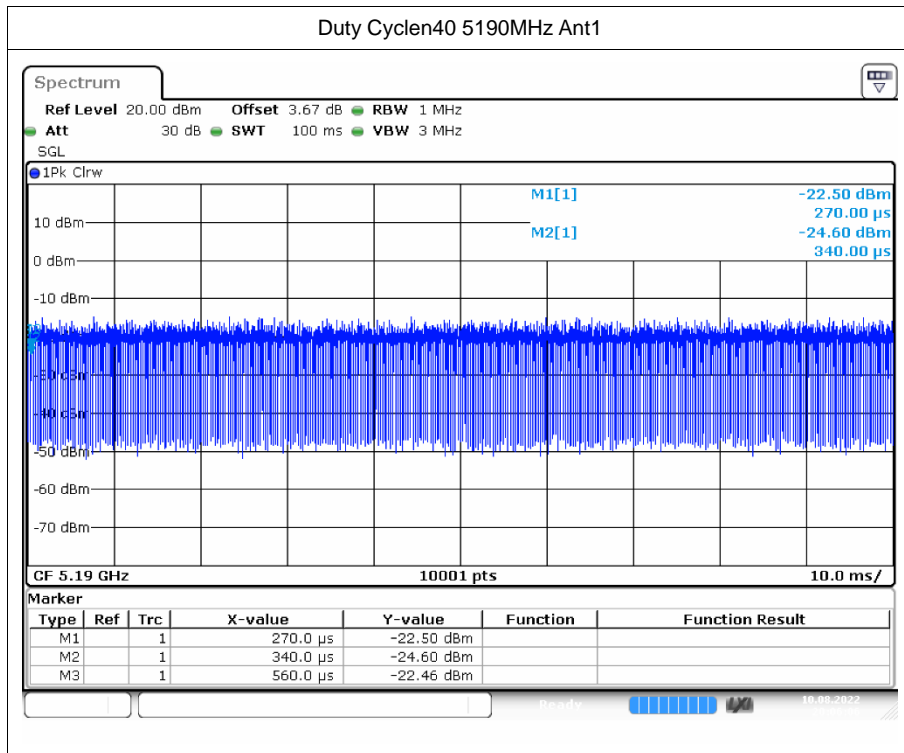 Duty Cyclen40 5190MHz Ant1
Spectrum
Ref Level 20.00 dBm Offset 3.67 dB RBW 1 MHz
Att 30 dB SWT 100 ms VBW 3 MHz
SGL
1Pk Clrw
M1[1] -22.50 dBm
270.00 µs
10 dBm
M2[1] -24.60 dBm
340.00 µs
0 dBm
-10 dBm
-50 dBm
-60 dBm
-70 dBm
CF 5.19 GHz 10001 pts 10.0 ms/
Marker
Type Ref Trc X-value Y-value Function Function Result
M1 1 270.0 µs -22.50 dBm
M2 1 340.0 µs -24.60 dBm
M3 1 560.0 µs -22.46 dBm
Ready 10.08.2022